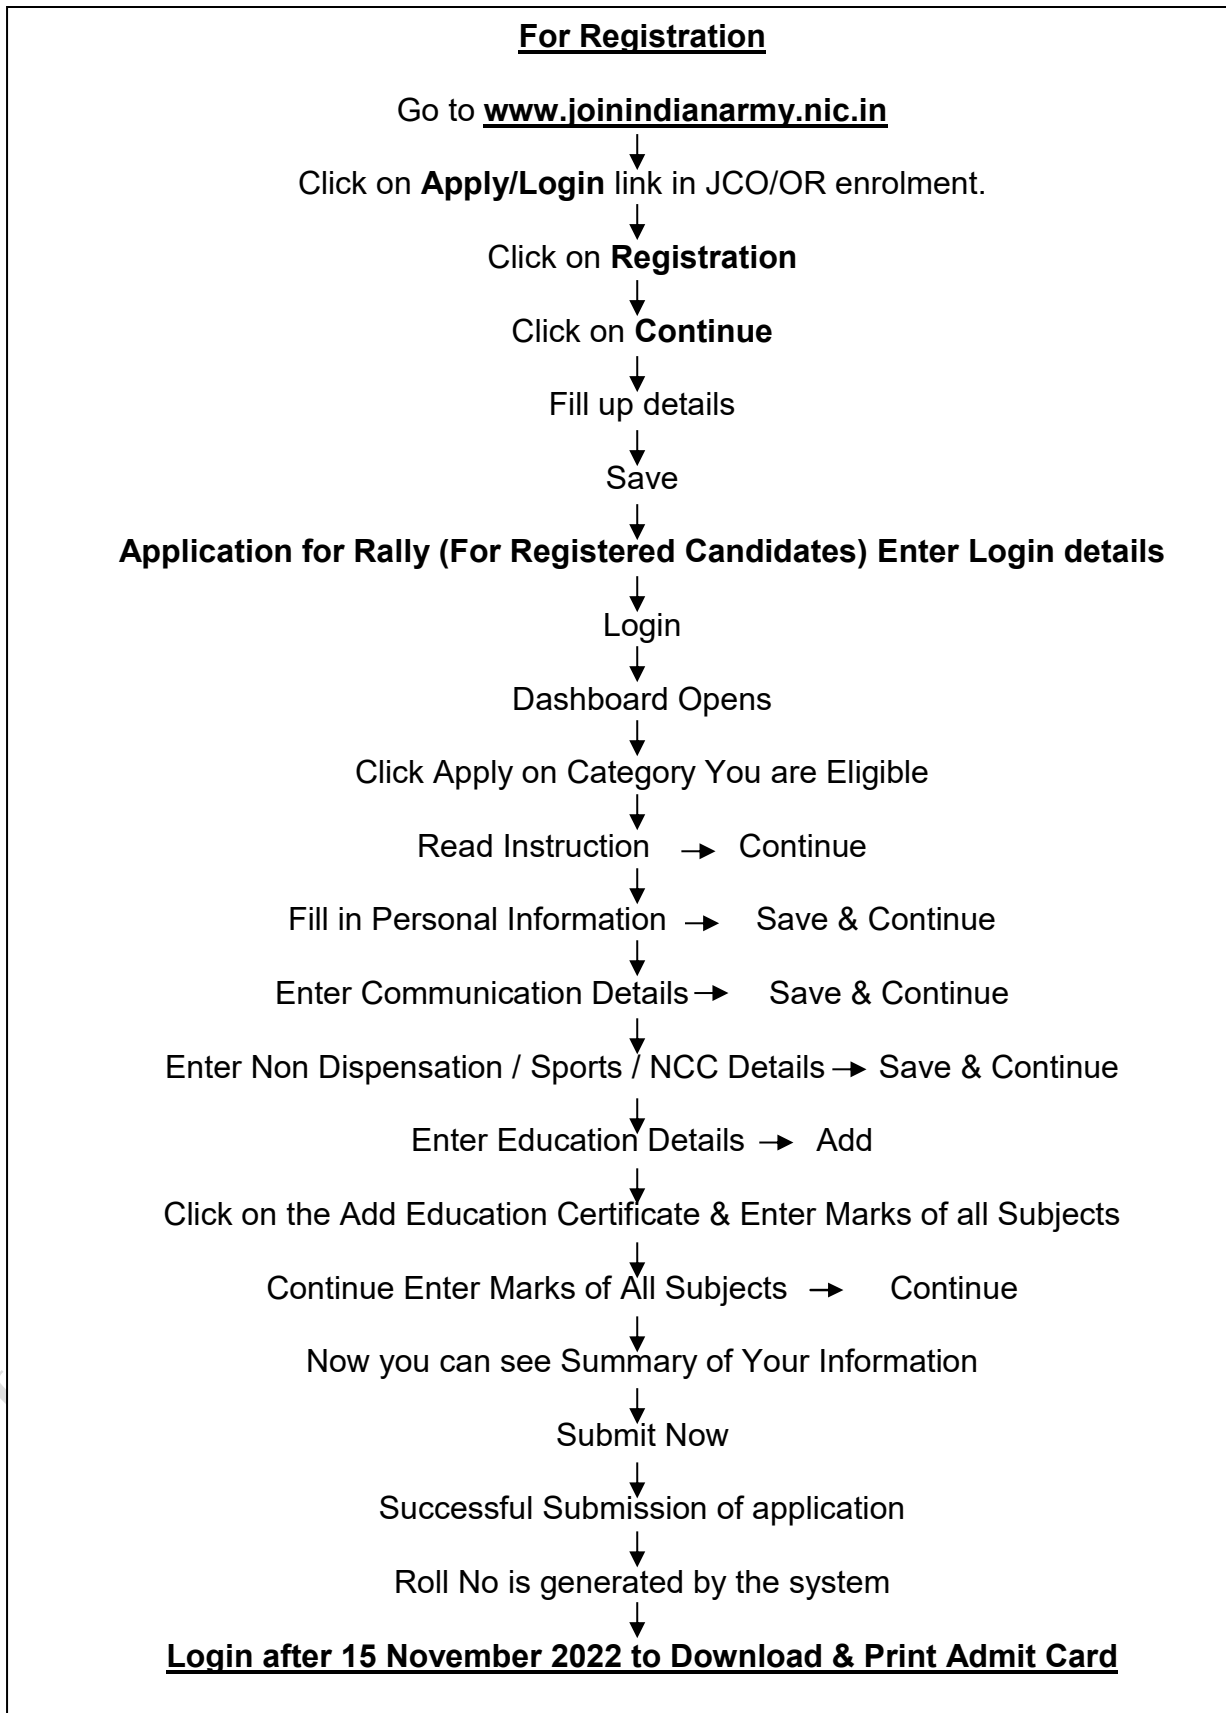 For Registration
Go to www.joinindianarmy.nic.in
Click on Apply/Login link in JCO/OR enrolment.
Click on Registration
Click on Continue
Fill up details
Save
Application for Rally (For Registered Candidates) Enter Login details
Login
Dashboard Opens
Click Apply on Category You are Eligible
Read Instruction → Continue
Fill in Personal Information → Save & Continue
Enter Communication Details → Save & Continue
Enter Non Dispensation / Sports / NCC Details → Save & Continue
Enter Education Details → Add
Click on the Add Education Certificate & Enter Marks of all Subjects
Continue Enter Marks of All Subjects → Continue
Now you can see Summary of Your Information
Submit Now
Successful Submission of application
Roll No is generated by the system
Login after 15 November 2022 to Download & Print Admit Card